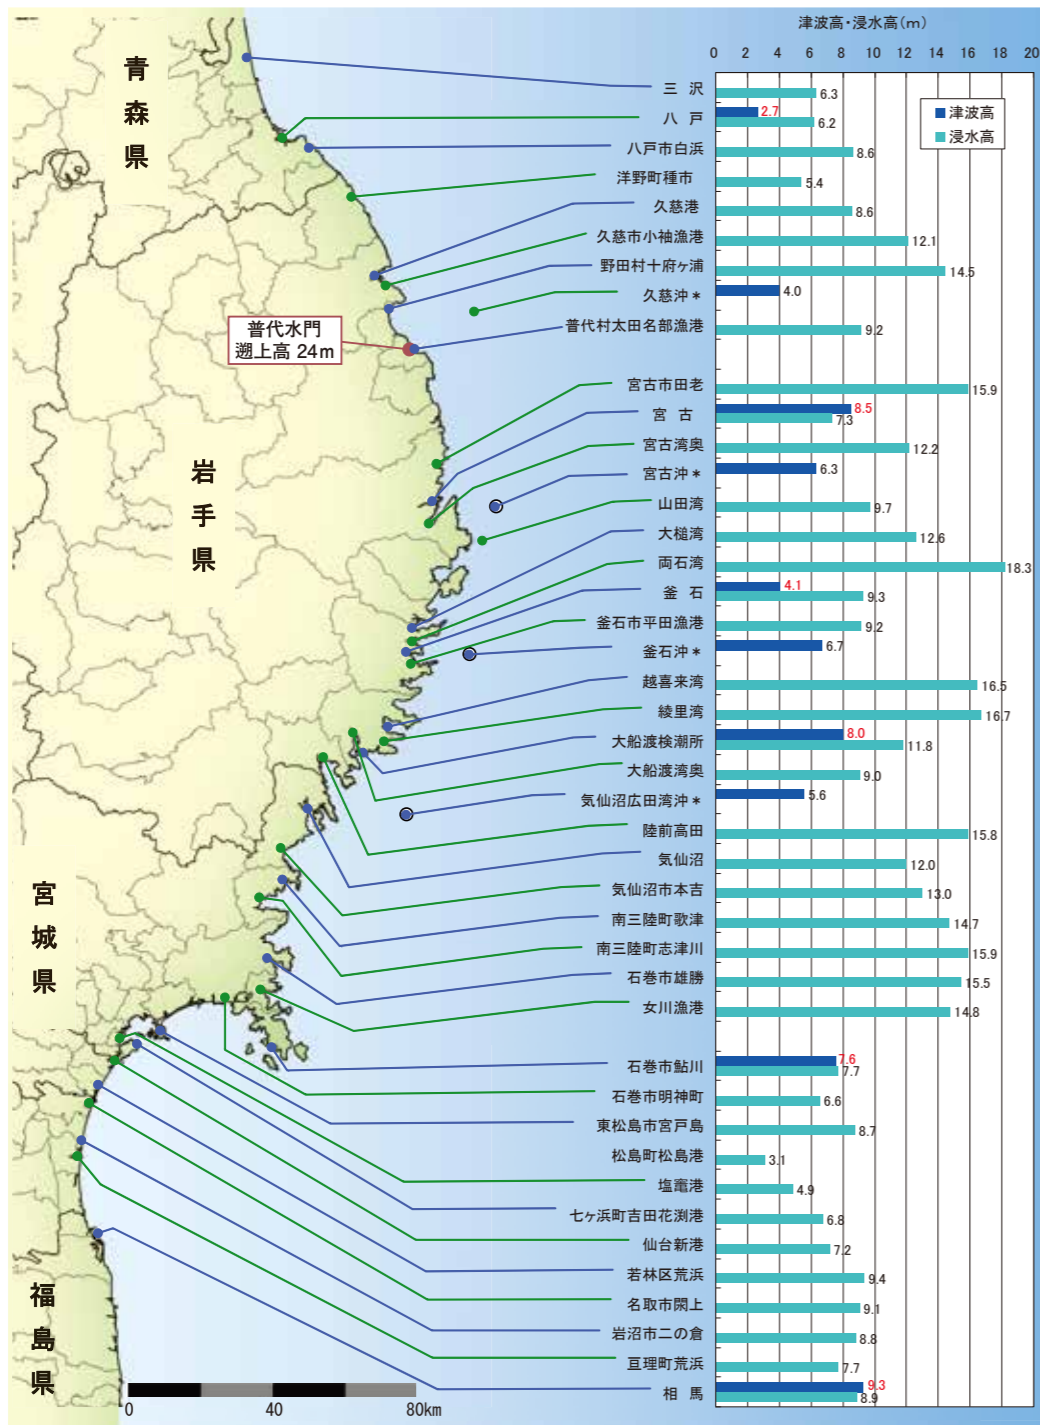 津波高・浸水高(m)
0 2 4 6 8 10 12 14 16 18 20
津波高
浸水高
青森県
岩手県
宮城県
福島県
普代水門
遡上高 24m
三 沢 6.3
八 戸 2.7 6.2
八戸市白浜 8.6
洋野町種市 5.4
久慈港 8.6
久慈市小袖漁港 12.1
野田村十府ヶ浦 14.5
久慈沖* 4.0
普代村太田名部漁港 9.2
宮古市田老 15.9
宮 古 8.5 7.3
宮古湾奥 12.2
宮古沖* 6.3
山田湾 9.7
大槌湾 12.6
両石湾 18.3
釜 石 4.1 9.3
釜石市平田漁港 9.2
釜石沖* 6.7
越喜来湾 16.5
綾里湾 16.7
大船渡検潮所 8.0 11.8
大船渡湾奥 9.0
気仙沼広田湾沖* 5.6
陸前高田 15.8
気仙沼 12.0
気仙沼市本吉 13.0
南三陸町歌津 14.7
南三陸町志津川 15.9
石巻市雄勝 15.5
女川漁港 14.8
石巻市鮎川 7.6 7.7
石巻市明神町 6.6
東松島市宮戸島 8.7
松島町松島港 3.1
塩竈港 4.9
七ヶ浜町吉田花渕港 6.8
仙台新港 7.2
若林区荒浜 9.4
名取市閖上 9.1
岩沼市二の倉 8.8
亘理町荒浜 7.7
相 馬 9.3 8.9
0 40 80km